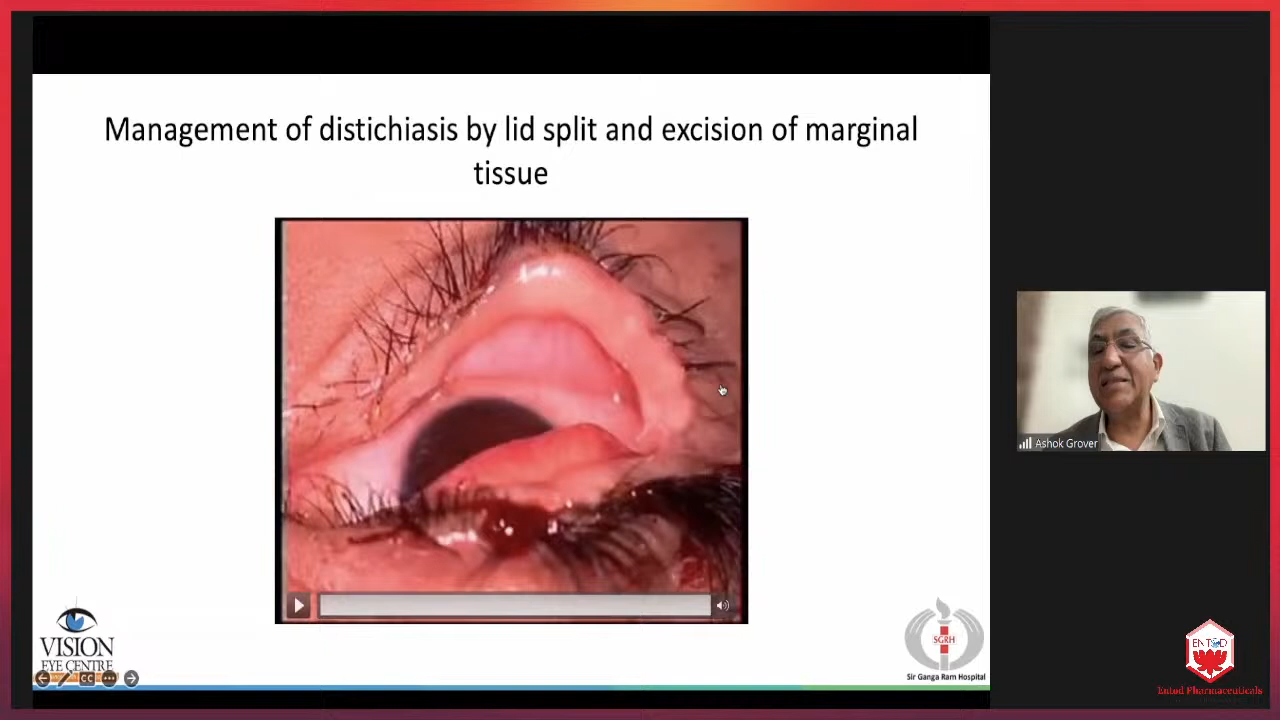 Management of distichiasis by lid split and excision of marginal
tissue
Ashok Grover
VISION
EYE CENTRE
CC
SGRH
Sir Ganga Ram Hospital
ENTOD
Entod Pharmaceuticals